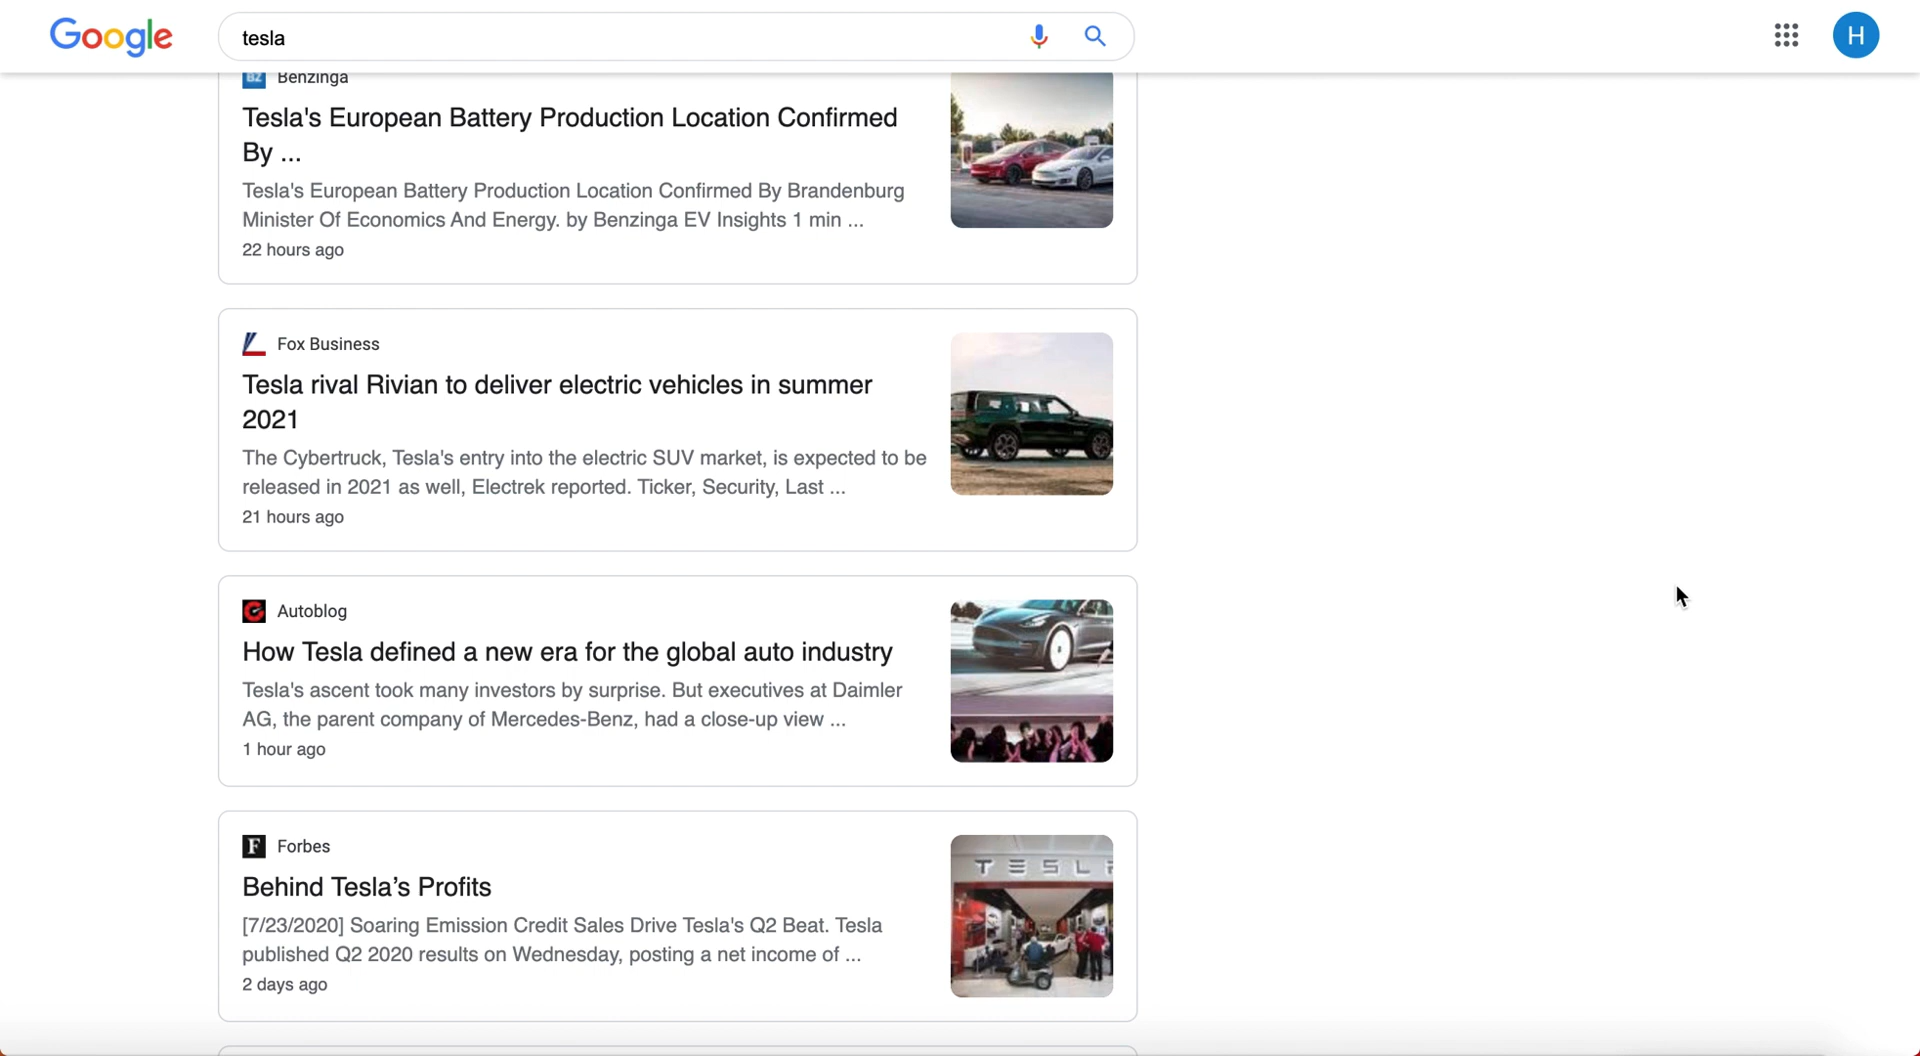 Google
tesla
H
BZ Benzinga
Tesla's European Battery Production Location Confirmed
By ...
Tesla's European Battery Production Location Confirmed By Brandenburg
Minister Of Economics And Energy. by Benzinga EV Insights 1 min ...
22 hours ago
Fox Business
Tesla rival Rivian to deliver electric vehicles in summer
2021
The Cybertruck, Tesla's entry into the electric SUV market, is expected to be
released in 2021 as well, Electrek reported. Ticker, Security, Last ...
21 hours ago
Autoblog
How Tesla defined a new era for the global auto industry
Tesla's ascent took many investors by surprise. But executives at Daimler
AG, the parent company of Mercedes-Benz, had a close-up view ...
1 hour ago
F Forbes
Behind Tesla’s Profits
[7/23/2020] Soaring Emission Credit Sales Drive Tesla's Q2 Beat. Tesla
published Q2 2020 results on Wednesday, posting a net income of ...
2 days ago
TESL